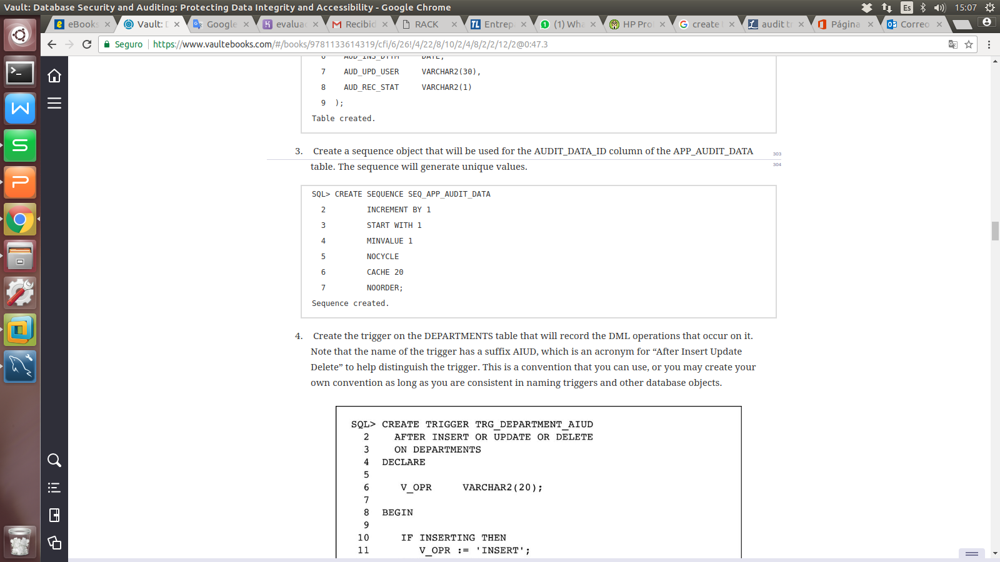 Vault: Database Security and Auditing: Protecting Data Integrity and Accessibility - Google Chrome
Es
15:07
eBooks
Vault: D
Google
evaluac
Recibid
RACK
Entrep
(1) Wha
HP Pro
create
audit tr
Página
Correo
Seguro
https://www.vaultebooks.com/#/books/9781133614319/cfi/6/26!/4/22/8/10/2/4/8/2/2/12/2@0:47.3
6 AUD_INS_DTTM DATE,
7 AUD_UPD_USER VARCHAR2(30),
8 AUD_REC_STAT VARCHAR2(1)
9 );
Table created.
3. Create a sequence object that will be used for the AUDIT_DATA_ID column of the APP_AUDIT_DATA
303
304
table. The sequence will generate unique values.
SQL> CREATE SEQUENCE SEQ_APP_AUDIT_DATA
2 INCREMENT BY 1
3 START WITH 1
4 MINVALUE 1
5 NOCYCLE
6 CACHE 20
7 NOORDER;
Sequence created.
4. Create the trigger on the DEPARTMENTS table that will record the DML operations that occur on it.
Note that the name of the trigger has a suffix AIUD, which is an acronym for “After Insert Update
Delete” to help distinguish the trigger. This is a convention that you can use, or you may create your
own convention as long as you are consistent in naming triggers and other database objects.
SQL> CREATE TRIGGER TRG_DEPARTMENT_AIUD
2 AFTER INSERT OR UPDATE OR DELETE
3 ON DEPARTMENTS
4 DECLARE
5
6 V_OPR VARCHAR2(20);
7
8 BEGIN
9
10 IF INSERTING THEN
11 V_OPR := 'INSERT';